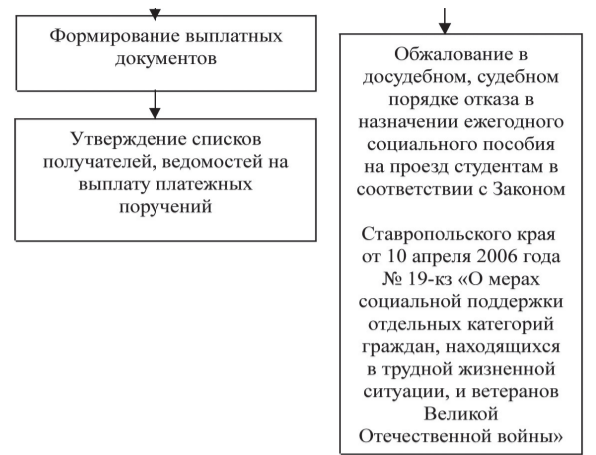 Формирование выплатных
документов
Утверждение списков
получателей, ведомостей на
выплату платежных
поручений
Обжалование в
досудебном, судебном
порядке отказа в
назначении ежегодного
социального пособия
на проезд студентам в
соответствии с Законом
Ставропольского края
от 10 апреля 2006 года
№ 19-кз «О мерах
социальной поддержки
отдельных категорий
граждан, находящихся
в трудной жизненной
ситуации, и ветеранов
Великой
Отечественной войны»